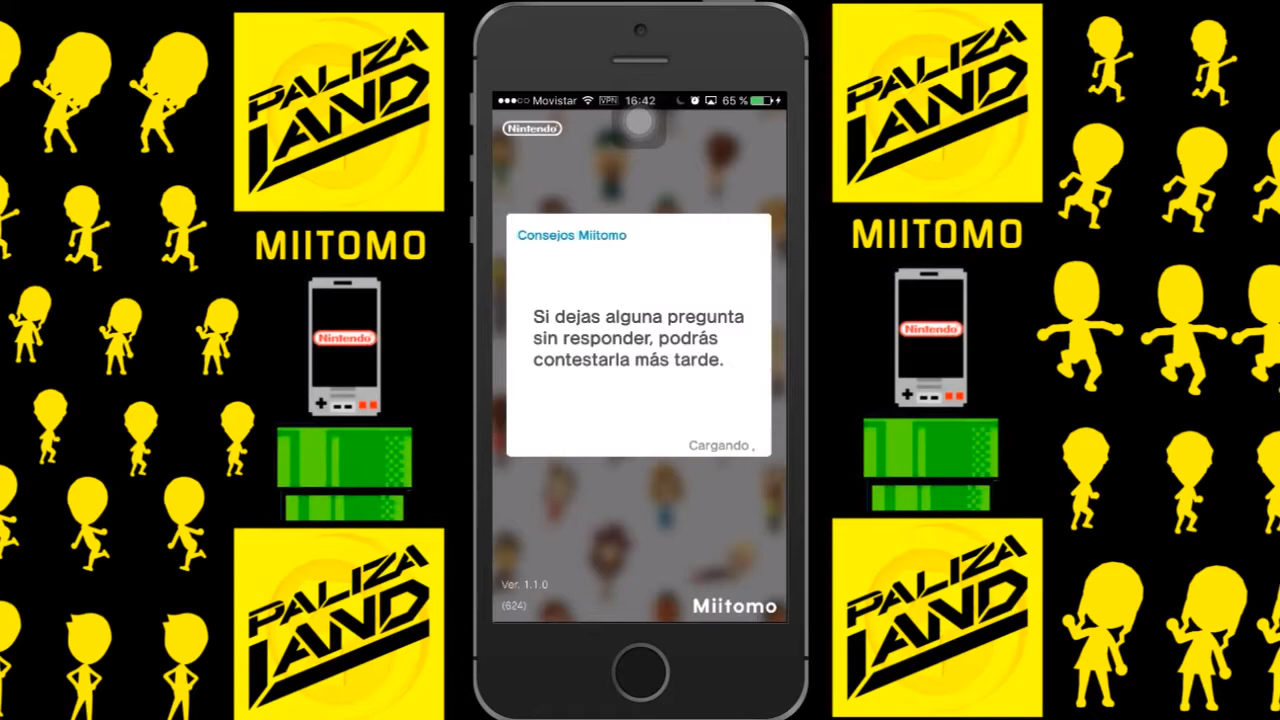 PALIZA
LAND
MIITOMO
Nintendo
PALIZA
LAND
Movistar VPN 16:42 65 %
Nintendo
Consejos Miitomo
Si dejas alguna pregunta
sin responder, podrás
contestarla más tarde.
Cargando .
Ver. 1.1.0
(624)
Miitomo
PALIZA
LAND
MIITOMO
Nintendo
PALIZA
LAND